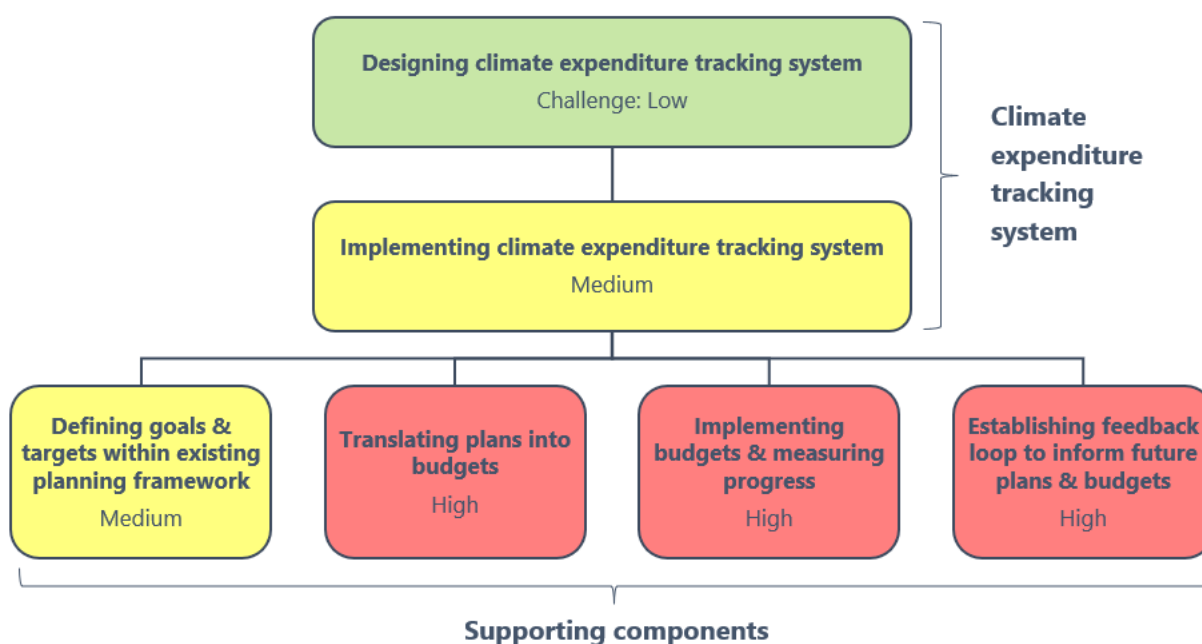 Designing climate expenditure tracking system
Challenge: Low
Climate
expenditure
tracking
system
Implementing climate expenditure tracking system
Medium
Defining goals &
targets within existing
planning framework
Medium
Translating plans into
budgets
High
Implementing
budgets & measuring
progress
High
Establishing feedback
loop to inform future
plans & budgets
High
Supporting components